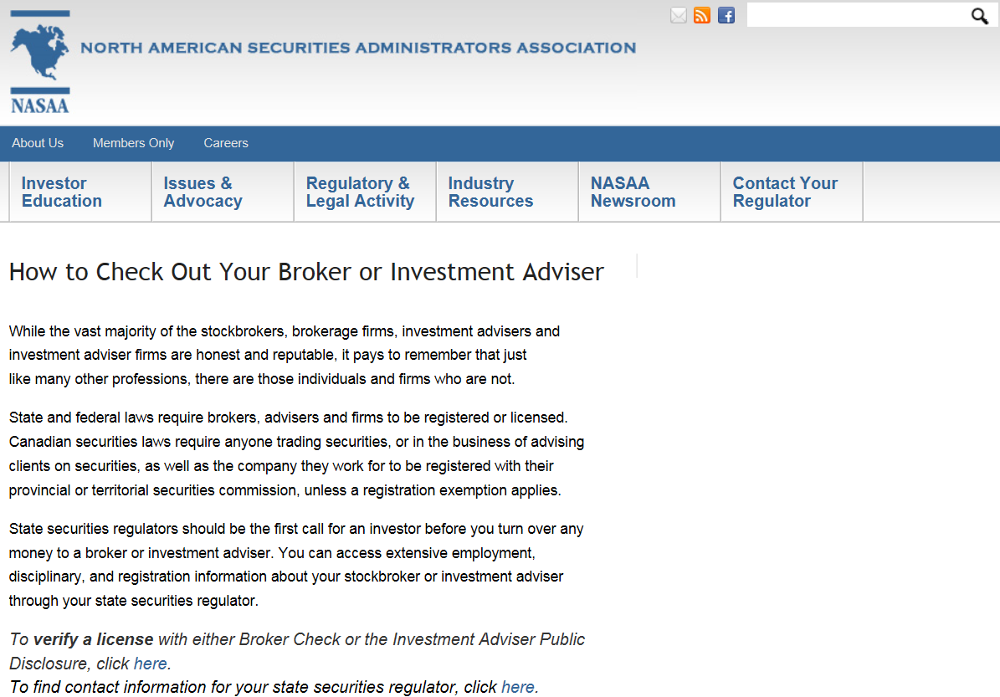 NORTH AMERICAN SECURITIES ADMINISTRATORS ASSOCIATION
NASAA
About Us Members Only Careers
Investor Education
Issues & Advocacy
Regulatory & Legal Activity
Industry Resources
NASAA Newsroom
Contact Your Regulator
How to Check Out Your Broker or Investment Adviser
While the vast majority of the stockbrokers, brokerage firms, investment advisers and
investment adviser firms are honest and reputable, it pays to remember that just
like many other professions, there are those individuals and firms who are not.
State and federal laws require brokers, advisers and firms to be registered or licensed.
Canadian securities laws require anyone trading securities, or in the business of advising
clients on securities, as well as the company they work for to be registered with their
provincial or territorial securities commission, unless a registration exemption applies.
State securities regulators should be the first call for an investor before you turn over any
money to a broker or investment adviser. You can access extensive employment,
disciplinary, and registration information about your stockbroker or investment adviser
through your state securities regulator.
To verify a license with either Broker Check or the Investment Adviser Public
Disclosure, click here.
To find contact information for your state securities regulator, click here.